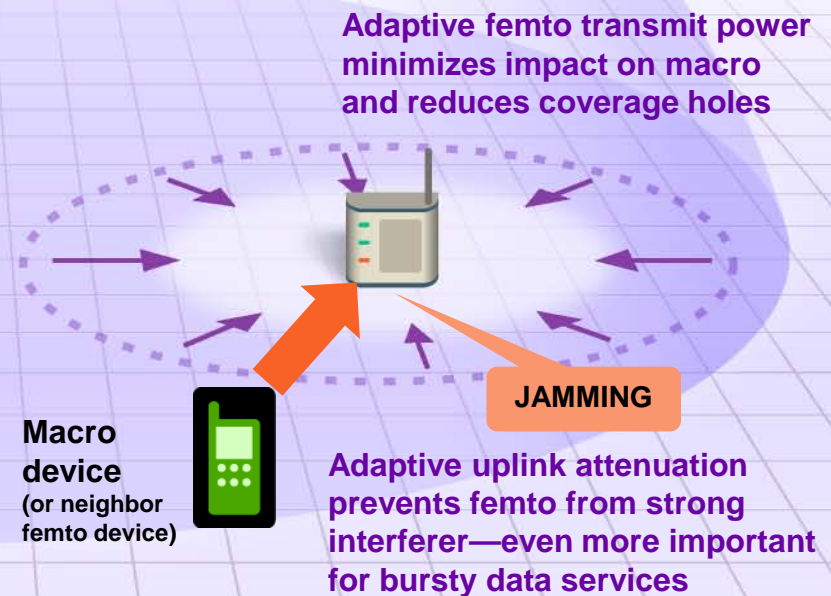 Adaptive femto transmit power
minimizes impact on macro
and reduces coverage holes
JAMMING
Macro
device
(or neighbor
femto device)
Adaptive uplink attenuation
prevents femto from strong
interferer—even more important
for bursty data services